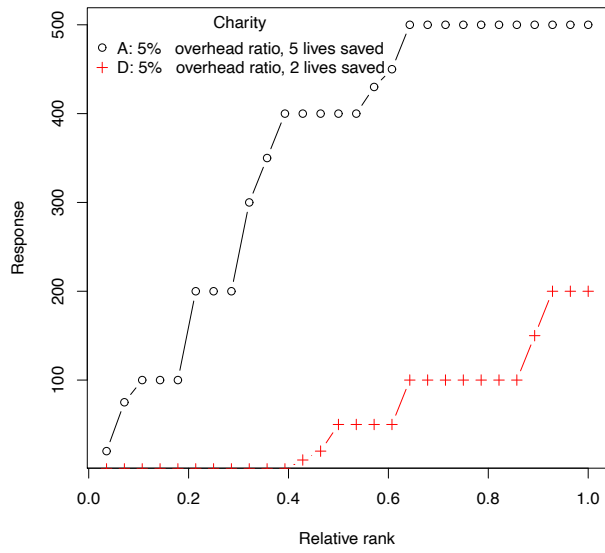 Charity
A: 5% overhead ratio, 5 lives saved
D: 5% overhead ratio, 2 lives saved
500
400
300
200
100
Response
0.0 0.2 0.4 0.6 0.8 1.0
Relative rank